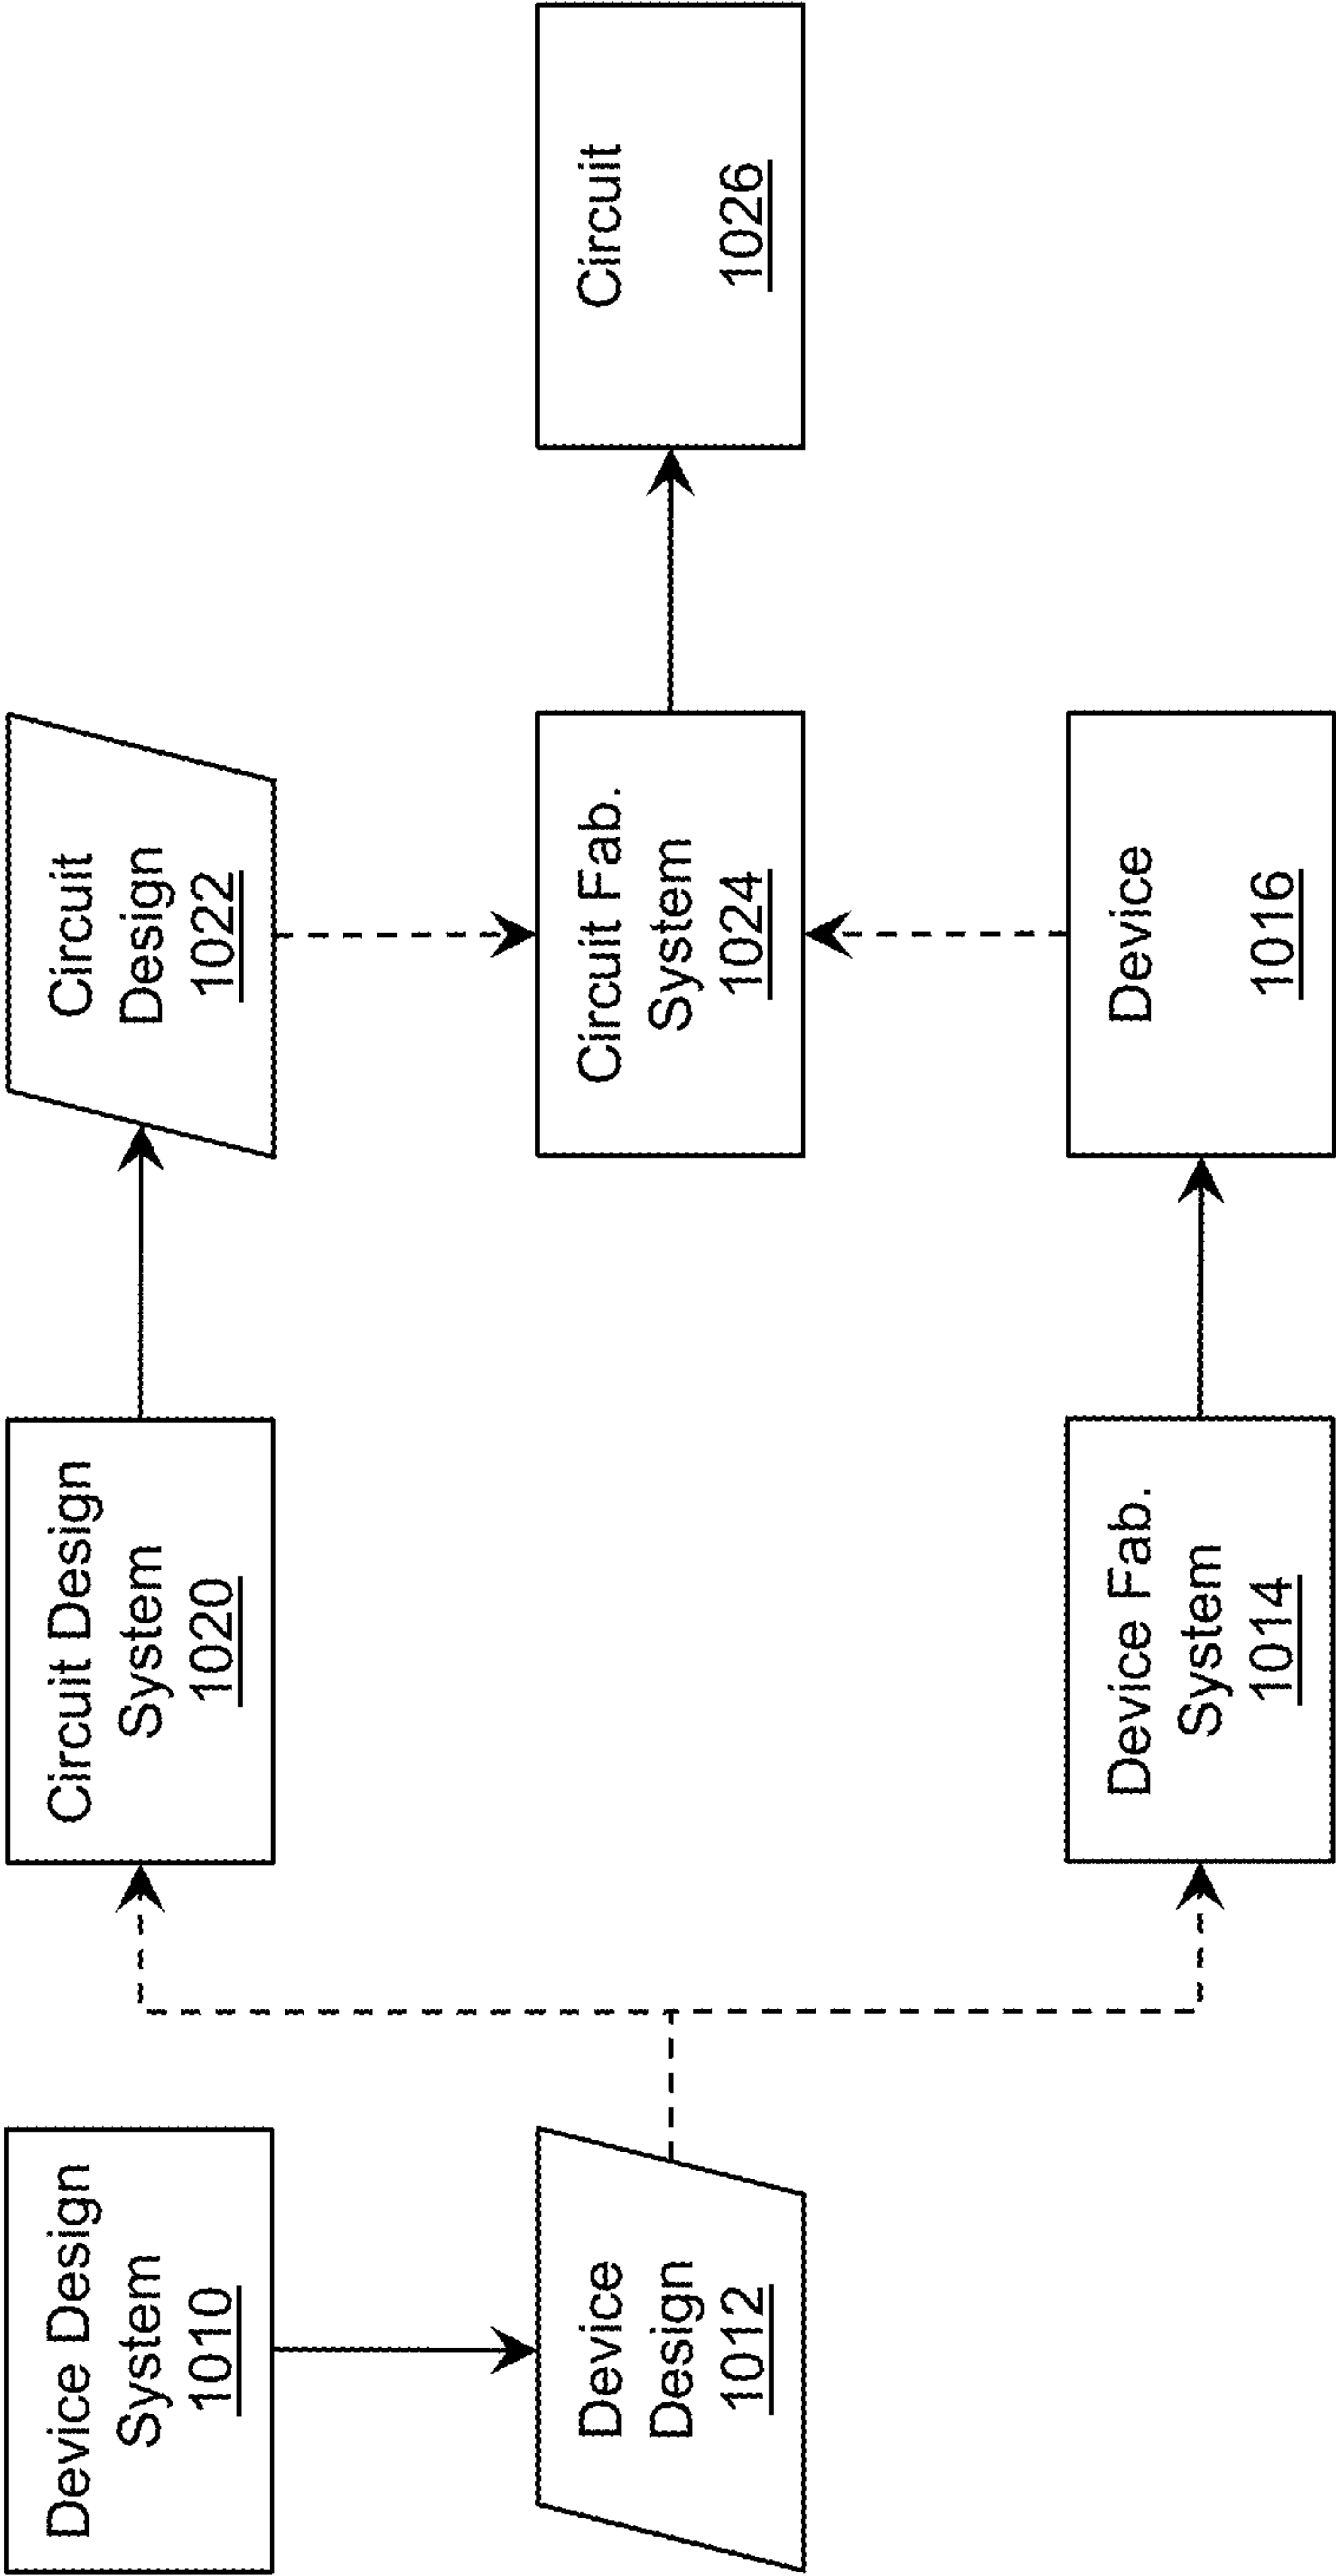 Device Design
System
1010
Device
Design
1012
Circuit Design
System
1020
Device Fab.
System
1014
Circuit
Design
1022
Circuit Fab.
System
1024
Device
1016
Circuit
1026